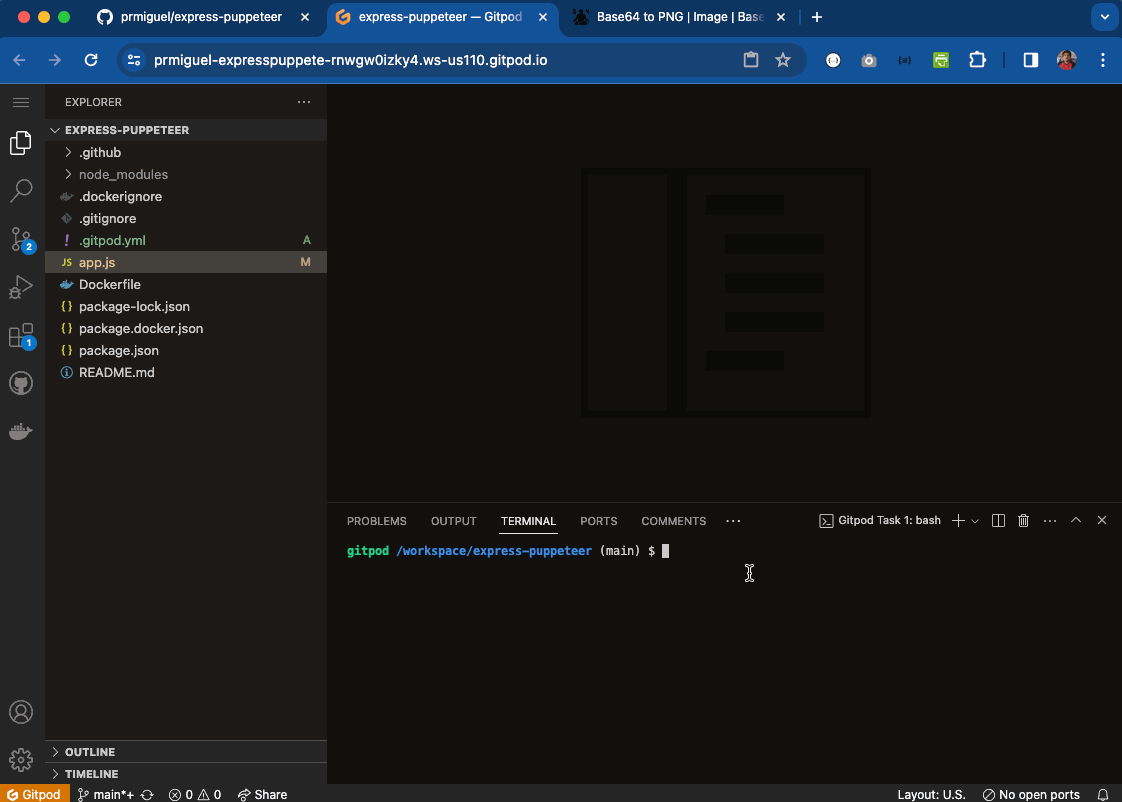 prmiguel/express-puppeteer
express-puppeteer — Gitpod
Base64 to PNG | Image | Base
prmiguel-expresspuppete-rnwgw0izky4.ws-us110.gitpod.io
EXPLORER
EXPRESS-PUPPETEER
.github
node_modules
.dockerignore
.gitignore
! .gitpod.yml A
JS app.js M
Dockerfile
{} package-lock.json
{} package.docker.json
{} package.json
README.md
2
1
PROBLEMS OUTPUT TERMINAL PORTS COMMENTS
Gitpod Task 1: bash
gitpod /workspace/express-puppeteer (main) $
OUTLINE
TIMELINE
Gitpod main*+ 0 0 Share Layout: U.S. No open ports